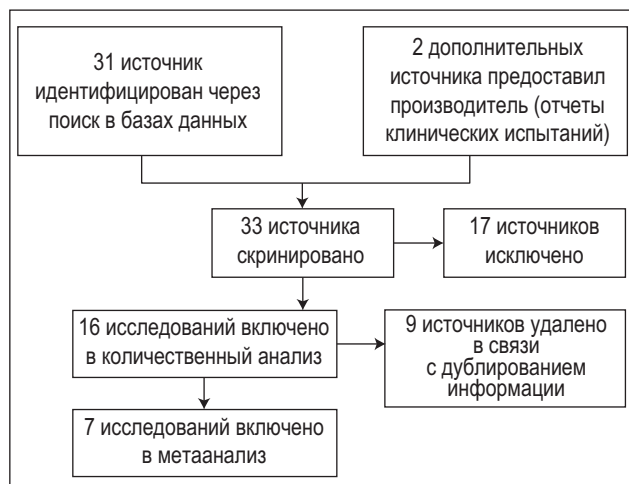 31 источник
идентифицирован через
поиск в базах данных
2 дополнительных
источника предоставил
производитель (отчеты
клинических испытаний)
33 источника
скринировано
17 источников
исключено
16 исследований включено
в количественный анализ
9 источников удалено
в связи
с дублированием
информации
7 исследований включено
в метаанализ